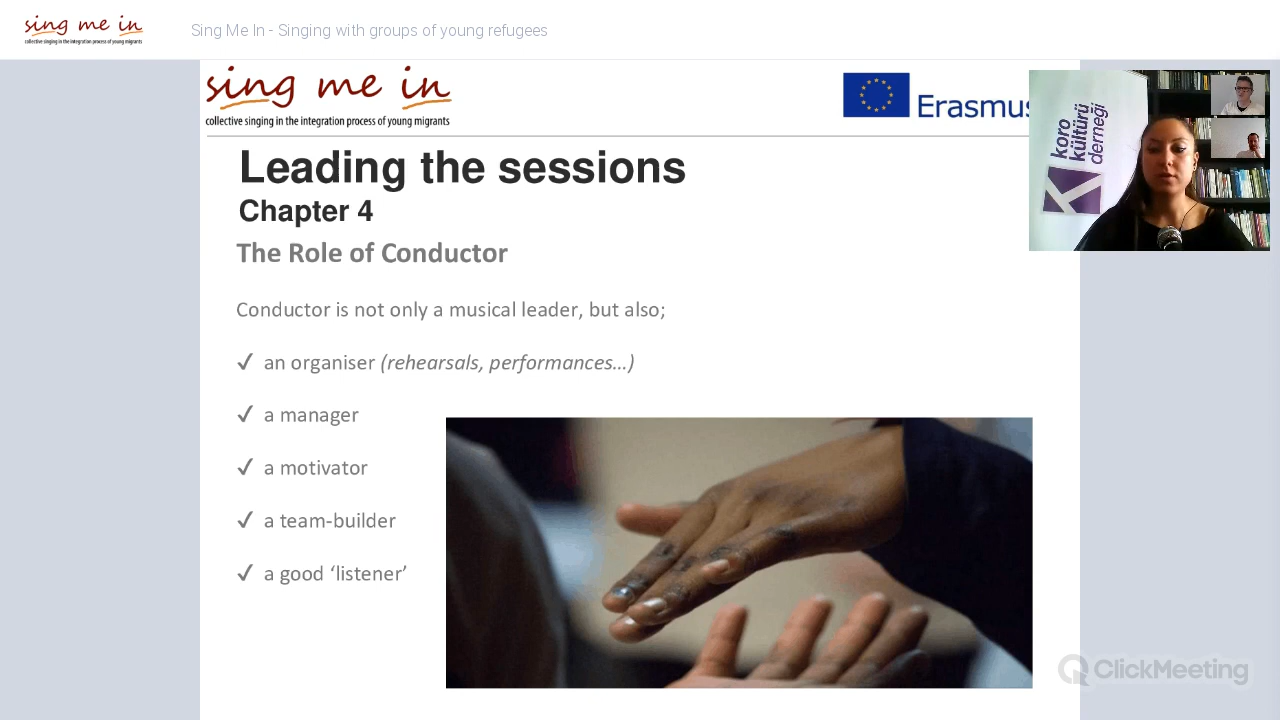 sing me in
collective singing in the integration process of young migrants
Sing Me In - Singing with groups of young refugees
sing me in
collective singing in the integration process of young migrants
Erasmus
koro
kültürü
derneği
Leading the sessions
Chapter 4
The Role of Conductor
Conductor is not only a musical leader, but also;
✓ an organiser (rehearsals, performances...)
✓ a manager
✓ a motivator
✓ a team-builder
✓ a good ‘listener’
ClickMeeting